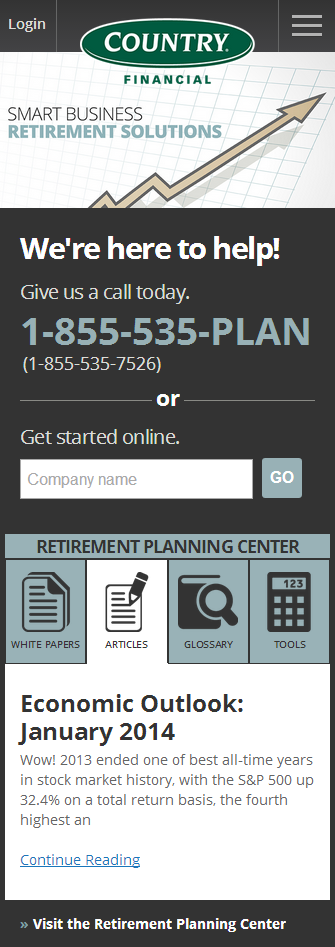 Login
COUNTRY®
FINANCIAL
SMART BUSINESS
RETIREMENT SOLUTIONS
We're here to help!
Give us a call today.
1-855-535-PLAN
(1-855-535-7526)
or
Get started online.
Company name
GO
RETIREMENT PLANNING CENTER
123
WHITE PAPERS
ARTICLES
GLOSSARY
TOOLS
Economic Outlook:
January 2014
Wow! 2013 ended one of best all-time years
in stock market history, with the S&P 500 up
32.4% on a total return basis, the fourth
highest an
Continue Reading
» Visit the Retirement Planning Center